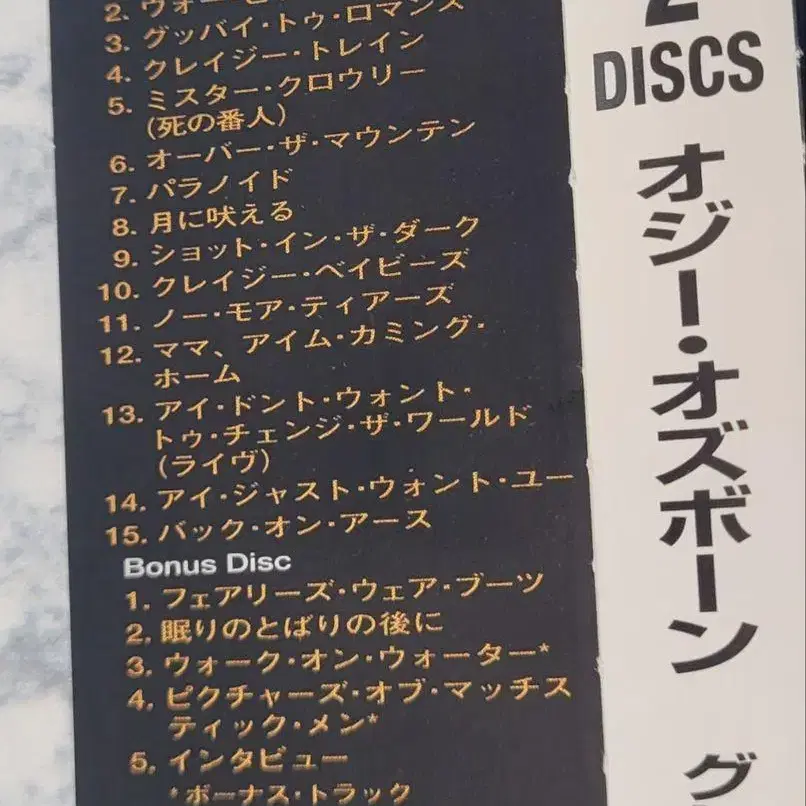 2. ウォー・
3. グッバイ・トゥ・ロマンス
4. クレイジー・トレイン
5. ミスター・クロウリー
(死の番人)
6. オーバー・ザ・マウンテン
7. パラノイド
8. 月に吠える
9. ショット・イン・ザ・ダーク
10. クレイジー・ベイビーズ
11. ノー・モア・ティアーズ
12. ママ、アイム・カミング・
ホーム
13. アイ・ドント・ウォント・
トゥ・チェンジ・ザ・ワールド
(ライヴ)
14. アイ・ジャスト・ウォント・ユー
15. バック・オン・アース
Bonus Disc
1. フェアリーズ・ウェア・ブーツ
2. 眠りのとばりの後に
3. ウォーク・オン・ウォーター*
4. ピクチャーズ・オブ・マッチス
ティック・メン*
5. インタビュー
*ボーナス・トラック
2
DISCS
オジー・オズボーン
グ